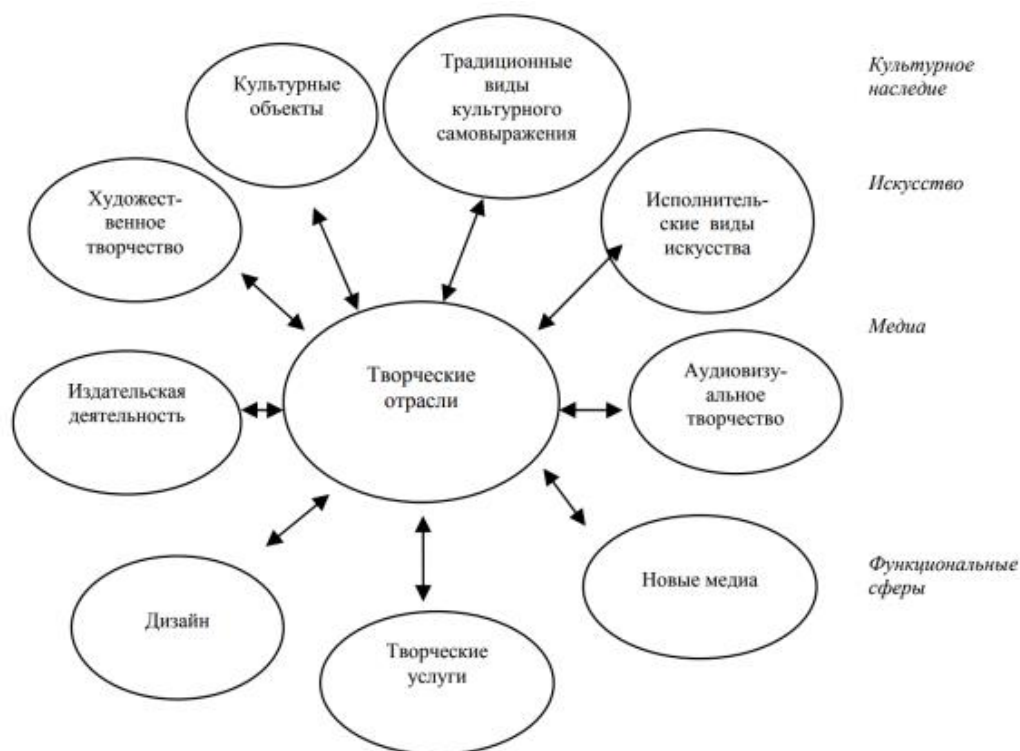 Культурные
объекты
Традиционные
виды
культурного
самовыражения
Культурное
наследие
Художест-
венное
творчество
Исполнитель-
ские виды
искусства
Искусство
Медиа
Издательская
деятельность
Творческие
отрасли
Аудиовизу-
альное
творчество
Дизайн
Творческие
услуги
Новые медиа
Функциональные
сферы